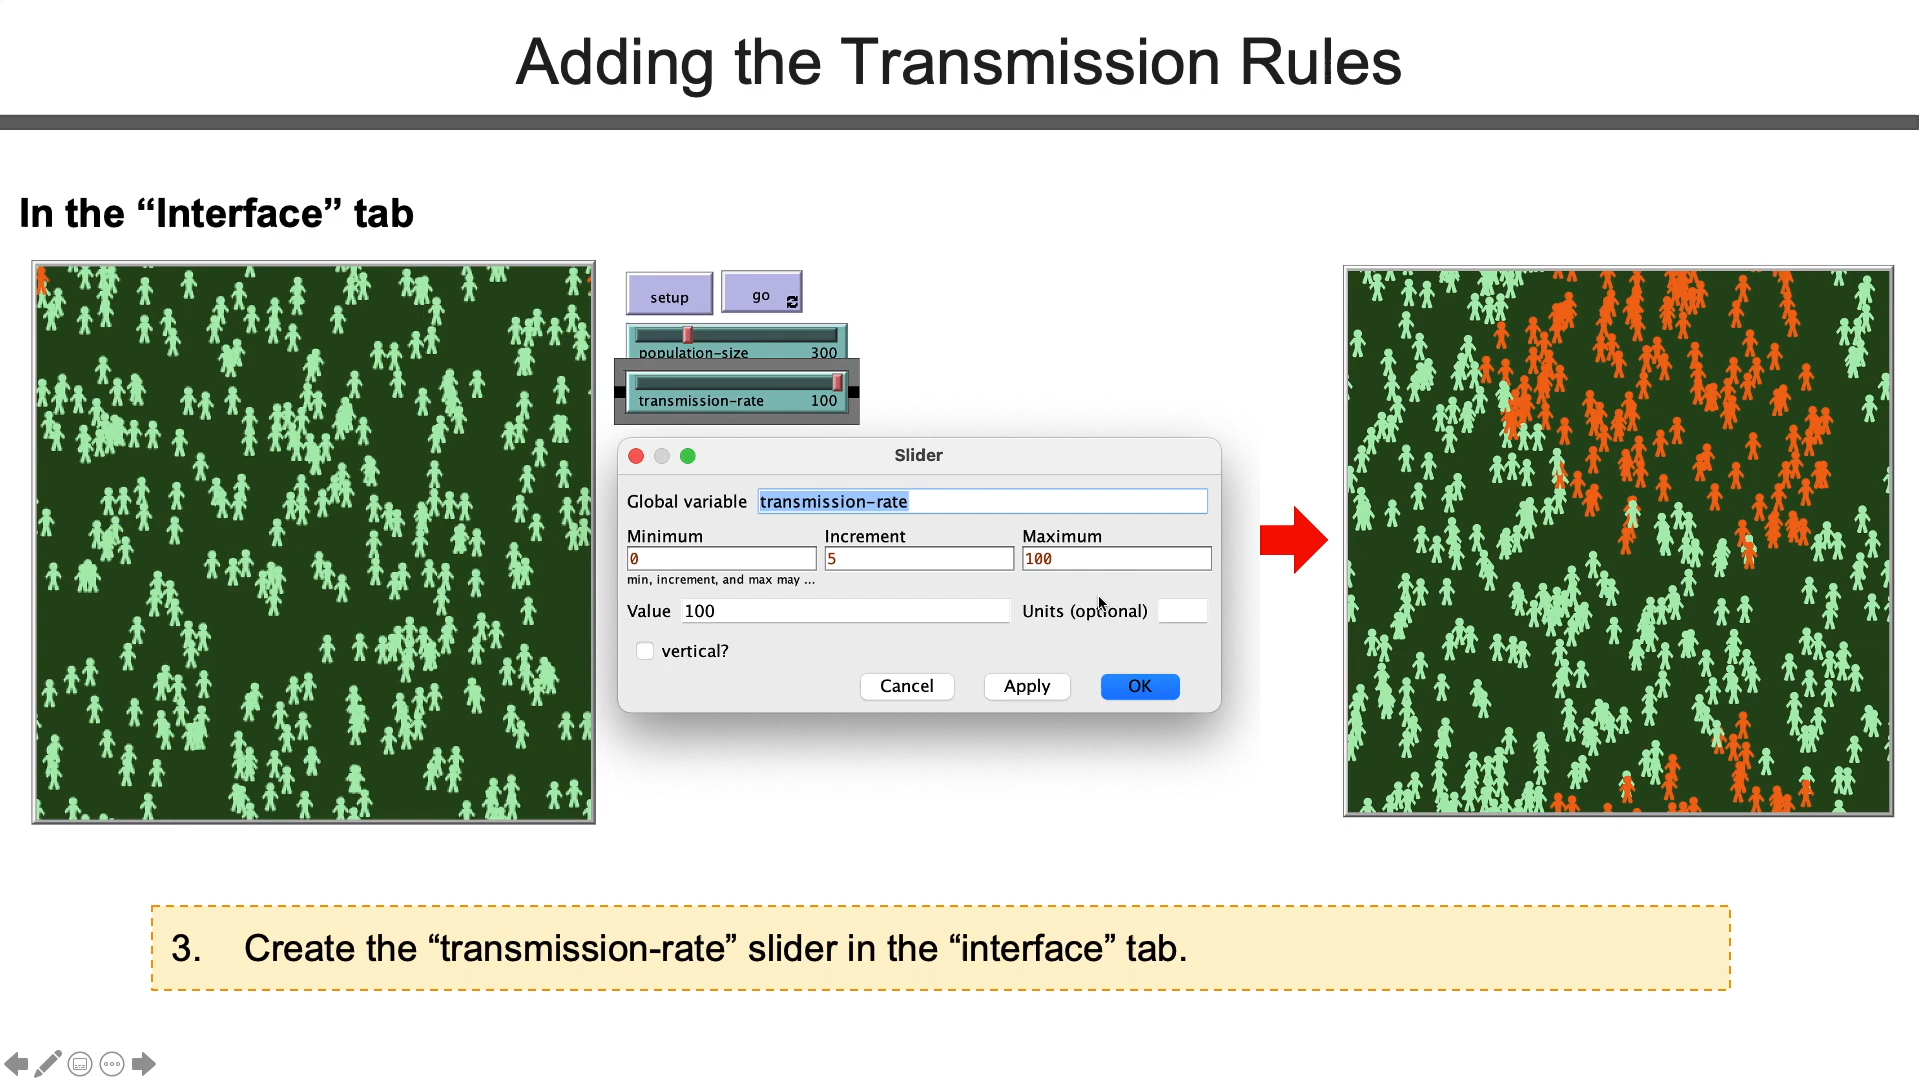 Adding the Transmission Rules
In the “Interface” tab
setup
go
population-size 300
transmission-rate 100
Slider
Global variable transmission-rate
Minimum Increment Maximum
0 5 100
min, increment, and max may ...
Value 100 Units (optional)
vertical?
Cancel Apply OK
3. Create the “transmission-rate” slider in the “interface” tab.